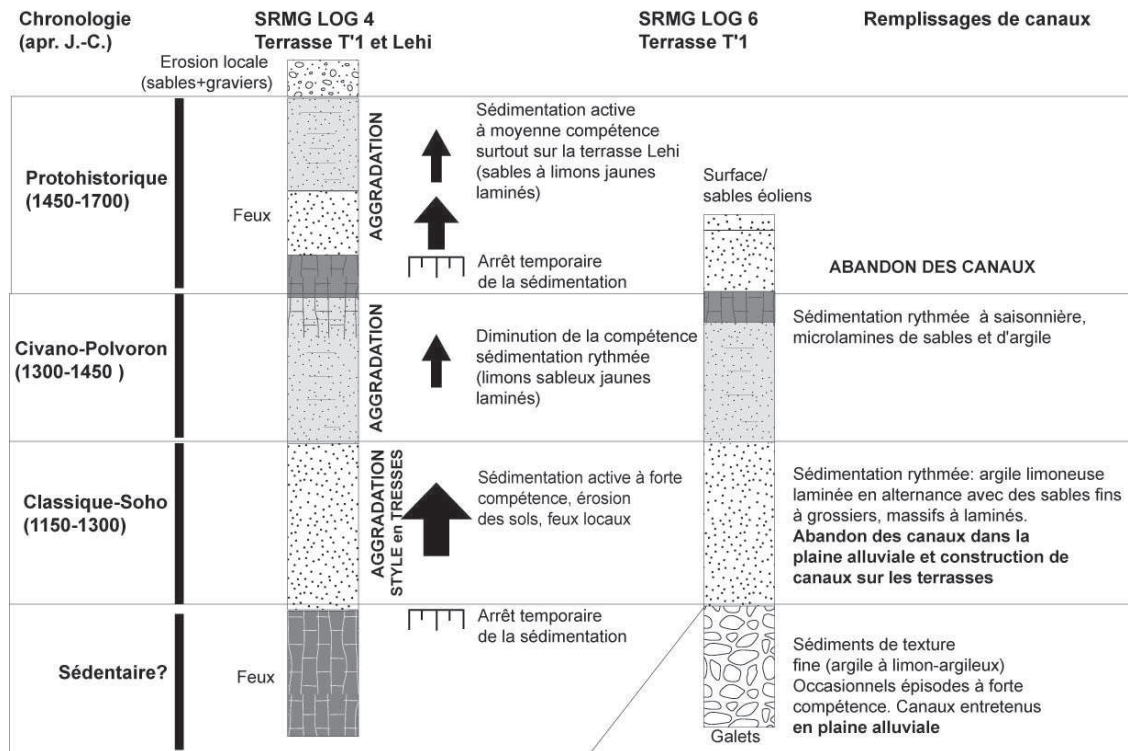 Chronologie
(apr. J.-C.)
SRMG LOG 4
Terrasse T'1 et Lehi
SRMG LOG 6
Terrasse T'1
Remplissages de canaux
Erosion locale
(sables+graviers)
Protohistorique
(1450-1700)
Feux
AGGRADATION
Sédimentation active
à moyenne compétence
surtout sur la terrasse Lehi
(sables à limons jaunes
laminés)
Arrêt temporaire
de la sédimentation
Surface/
sables éoliens
ABANDON DES CANAUX
Civano-Polvoron
(1300-1450 )
AGGRADATION
Diminution de la compétence
sédimentation rythmée
(limons sableux jaunes
laminés)
Sédimentation rythmée à saisonnière,
microlamines de sables et d'argile
Classique-Soho
(1150-1300)
AGGRADATION
STYLE en TRESSES
Sédimentation active à forte
compétence, érosion
des sols, feux locaux
Sédimentation rythmée: argile limoneuse
laminée en alternance avec des sables fins
à grossiers, massifs à laminés.
Abandon des canaux dans la
plaine alluviale et construction de
canaux sur les terrasses
Sédentaire?
Feux
Arrêt temporaire
de la sédimentation
Galets
Sédiments de texture
fine (argile à limon-argileux)
Occasionnels épisodes à forte
compétence. Canaux entretenus
en plaine alluviale